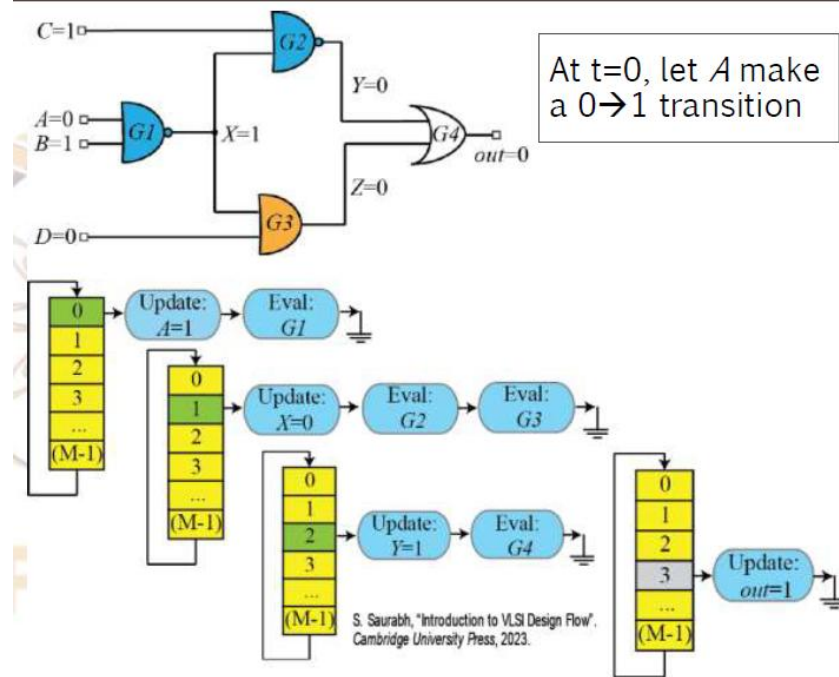 C=1
G2
At t=0, let A make
a 0→1 transition
Y=0
A=0
B=1
G1
X=1
G4
out=0
Z=0
G3
D=0
0
1
2
3
...
(M-1)
Update:
A=1
Eval:
G1
0
1
2
3
...
(M-1)
Update:
X=0
Eval:
G2
Eval:
G3
0
1
2
3
...
(M-1)
Update:
Y=1
Eval:
G4
0
1
2
3
...
(M-1)
Update:
out=1
S. Saurabh, "Introduction to VLSI Design Flow".
Cambridge University Press, 2023.